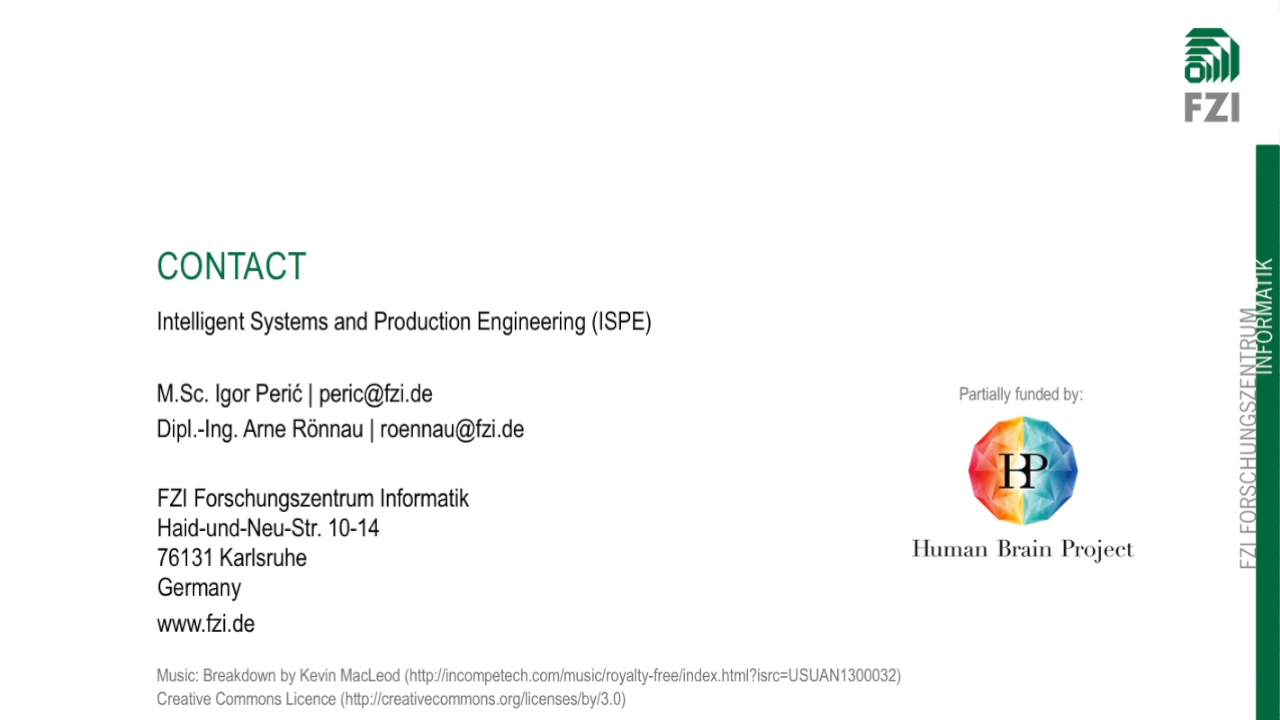 FZI
CONTACT
Intelligent Systems and Production Engineering (ISPE)
M.Sc. Igor Perić | peric@fzi.de
Dipl.-Ing. Arne Rönnau | roennau@fzi.de
FZI Forschungszentrum Informatik
Haid-und-Neu-Str. 10-14
76131 Karlsruhe
Germany
www.fzi.de
Partially funded by:
HBP
Human Brain Project
FZI FORSCHUNGSZENTRUM
INFORMATIK
Music: Breakdown by Kevin MacLeod (http://incompetech.com/music/royalty-free/index.html?isrc=USUAN1300032)
Creative Commons Licence (http://creativecommons.org/licenses/by/3.0)